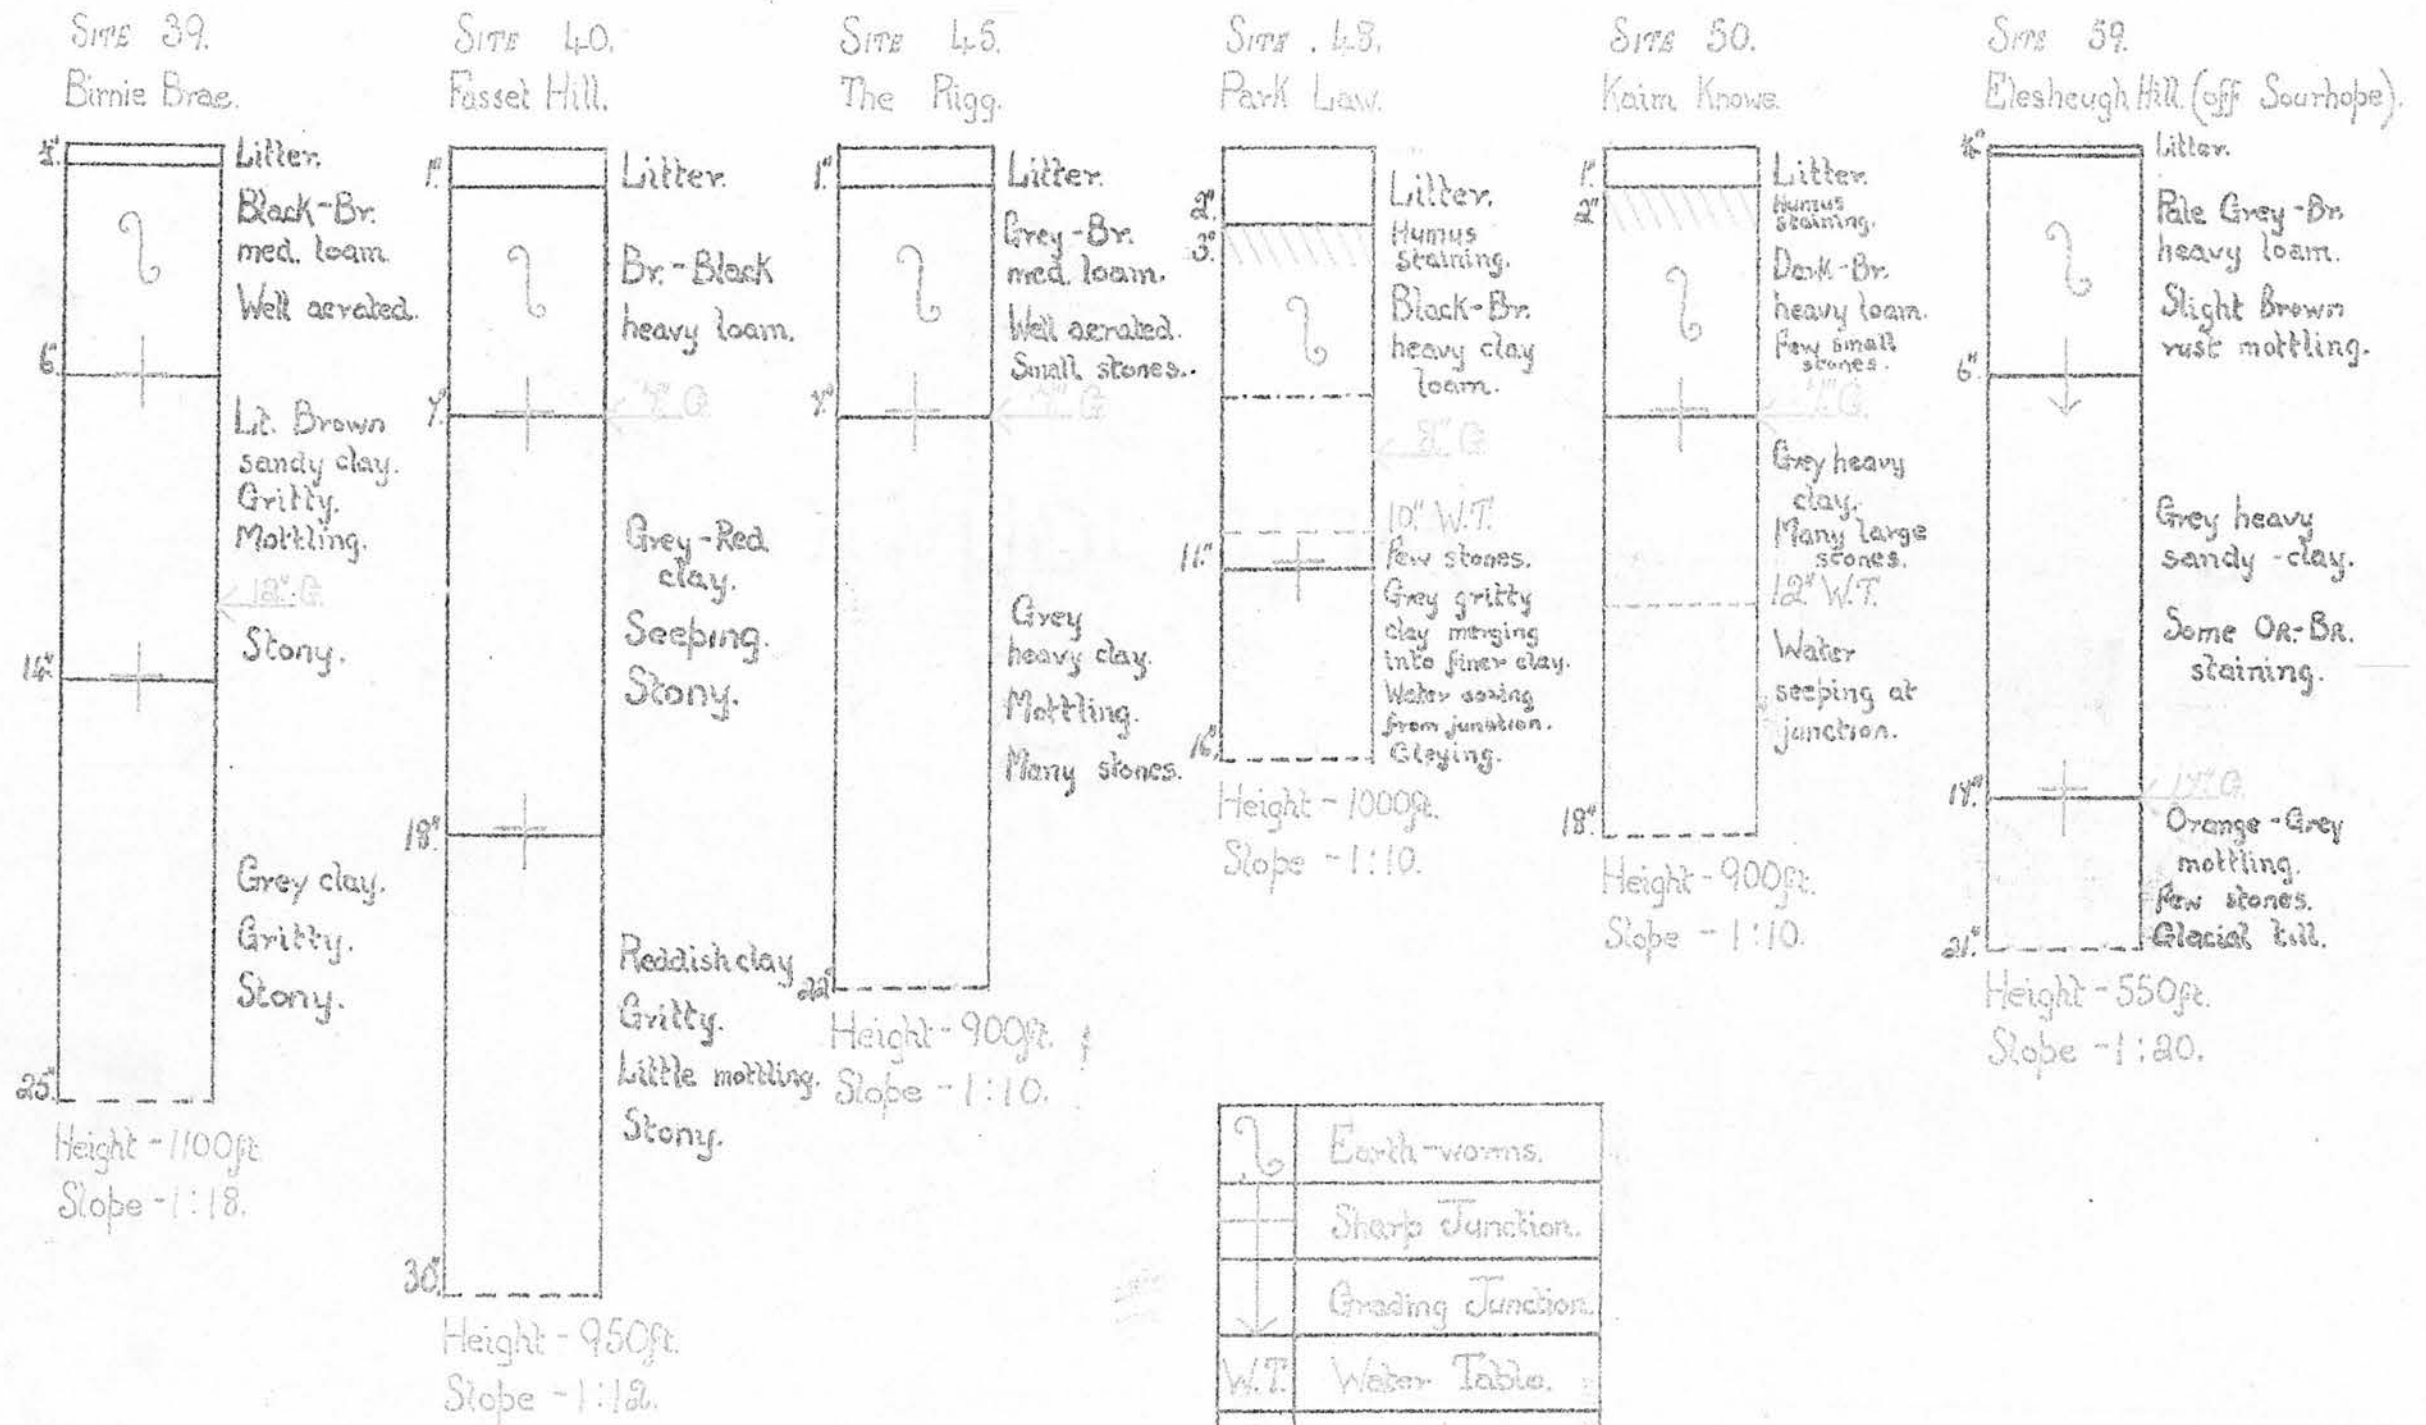 SITE 39.
Birnie Brae.
Litter.
Black-Br.
med. loam
Well aerated.
6"
Lt. Brown
sandy clay.
Gritty.
Mottling.
12" G.
Stony.
14"
Grey clay.
Gritty.
Stony.
25"
Height - 1100ft
Slope - 1:18.
SITE 40.
Fasset Hill.
1"
Litter.
Br.-Black
heavy loam.
7"
7" G
Grey-Red
clay.
Seeping.
Stony.
18"
Reddish clay
Gritty.
Little mottling.
Stony.
30"
Height - 950ft.
Slope - 1:12.
SITE 45.
The Rigg.
1"
Litter.
Grey-Br.
med. loam.
Well aerated.
Small stones.
7"
7" G
Grey
heavy clay.
Mottling.
Many stones.
22"
Height - 900ft.
Slope - 1:10.
SITE 48.
Park Law.
2"
Litter.
3"
Humus
staining.
Black-Br.
heavy clay
loam.
8" G
10" W.T.
11"
Few stones.
Grey gritty
clay merging
into finer clay.
Water oozing
from junction.
Gleying.
16"
Height - 1000ft.
Slope - 1:10.
SITE 50.
Kaim Knowe.
1"
Litter.
2"
Humus
staining.
Dark-Br.
heavy loam.
Few small
stones.
7" G.
Grey heavy
clay.
Many large
stones.
12" W.T.
Water
seeping at
junction.
18"
Height - 900ft.
Slope - 1:10.
SITE 59.
Elesheugh Hill. (off Sourhope).
Litter.
Pale Grey-Br.
heavy loam.
Slight Brown
rust mottling.
6"
Grey heavy
sandy-clay.
Some OR-BR.
staining.
17"
17" G.
Orange-Grey
mottling.
Few stones.
Glacial till.
21"
Height - 550ft.
Slope - 1:20.
Earth-worms.
Sharp Junction.
Grading Junction.
W.T. Water Table.